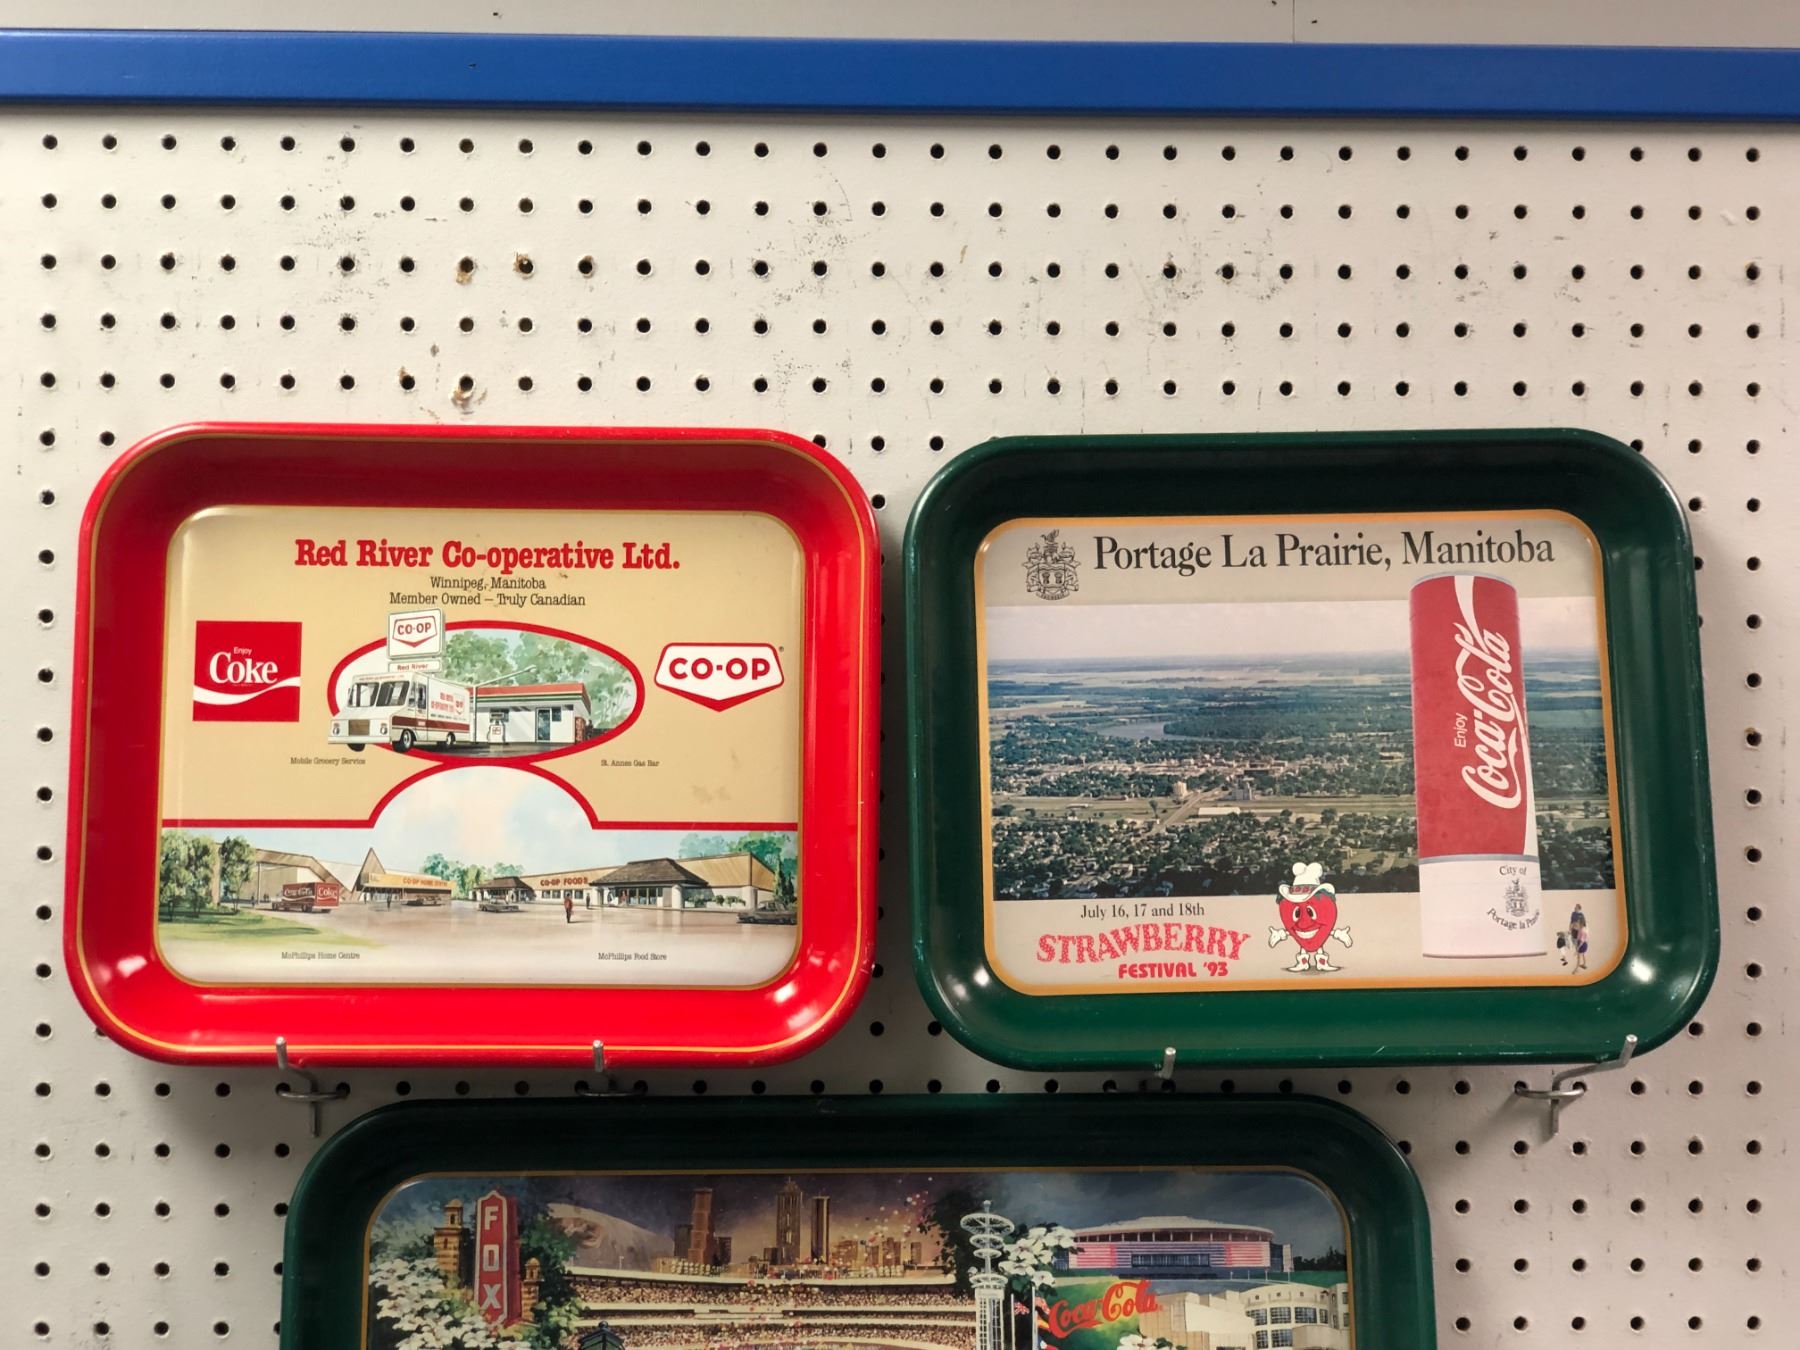 Red River Co-operative Ltd.
Winnipeg, Manitoba
Member Owned – Truly Canadian
Enjoy
Coke
CO-OP
Red River
CO-OP
Mobile Grocery Service
St. Annes Gas Bar
Coca-Cola
Coke
CO-OP HOME CENTRE
CO-OP FOODS
McPhillips Home Centre
McPhillips Food Store
Portage La Prairie, Manitoba
Enjoy
Coca-Cola
City of
Portage la Prairie
July 16, 17 and 18th
STRAWBERRY
FESTIVAL '93
FOX
Coca-Cola